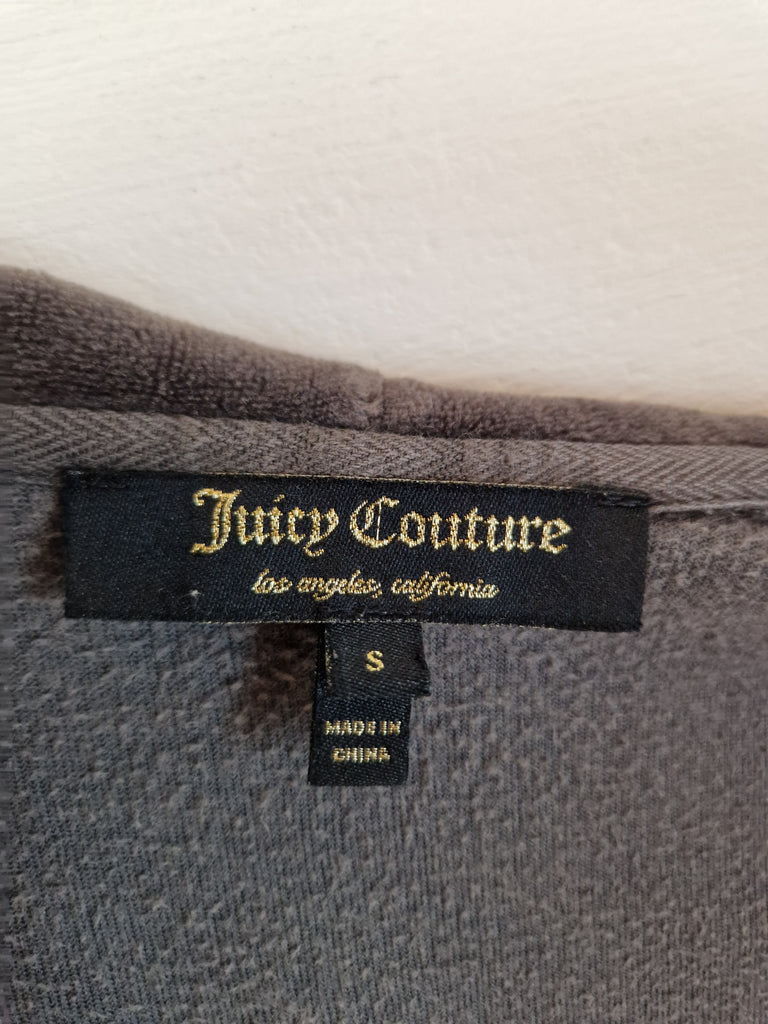 Juicy Couture
los angeles, california
S
MADE IN
CHINA